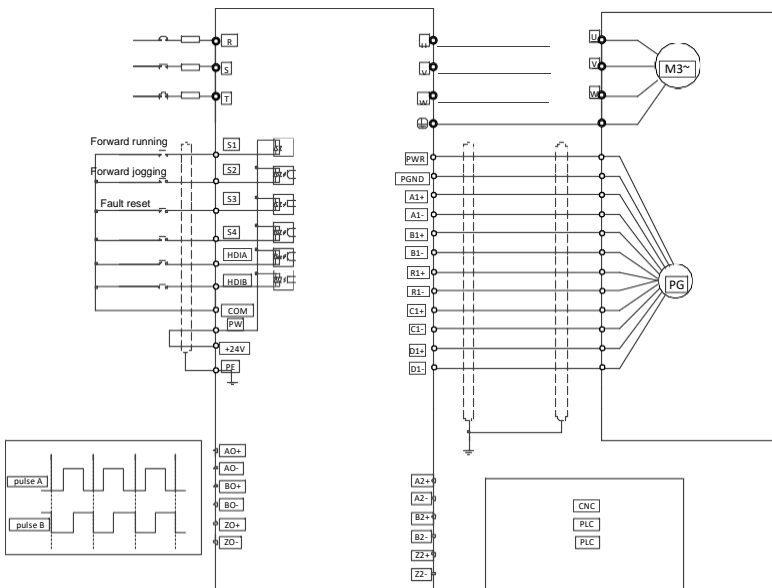 R
S
T
U
V
W
U
V
W
M3~
Forward running
Forward jogging
Fault reset
S1
S2
S3
S4
HDIA
HDIB
COM
PW
+24V
PE
PWR
PGND
A1+
A1-
B1+
B1-
R1+
R1-
C1+
C1-
D1+
D1-
PG
pulse A
pulse B
AO+
AO-
BO+
BO-
ZO+
ZO-
A2+
A2-
B2+
B2-
Z2+
Z2-
CNC
PLC
PLC